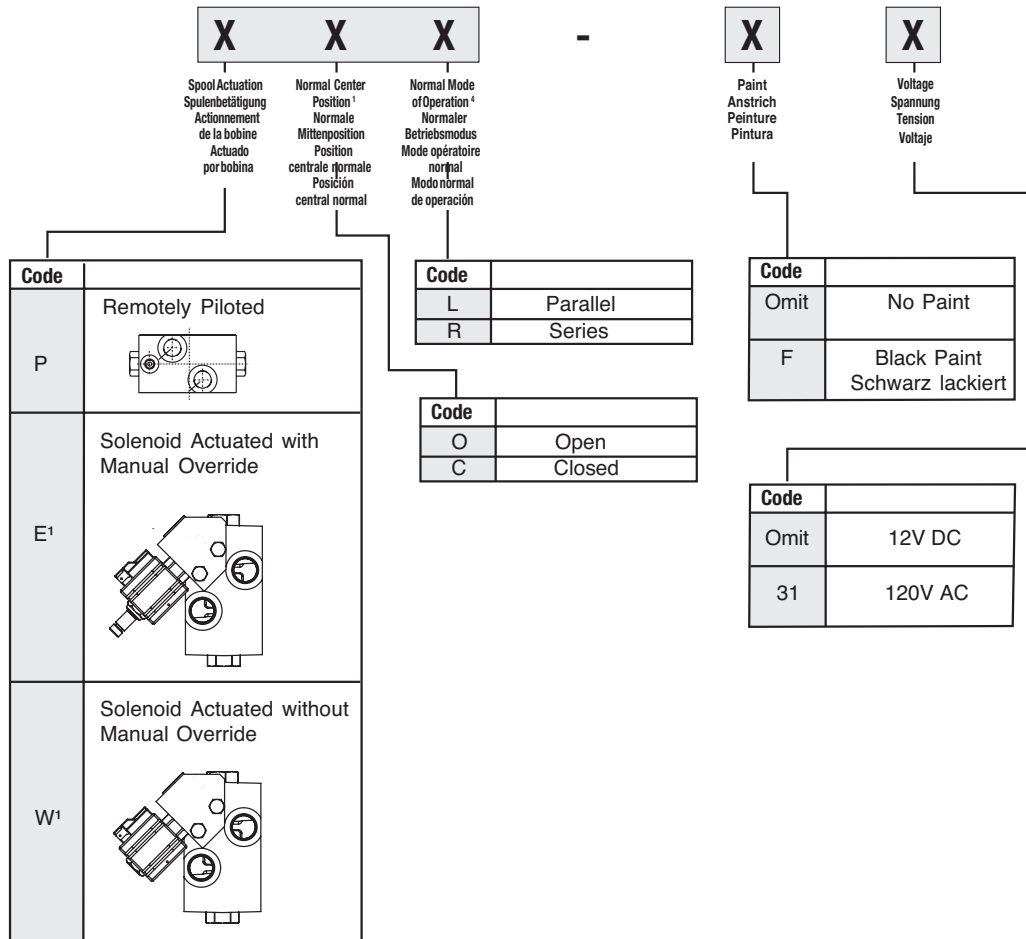 X X X - X X
Spool Actuation
Spulenbetätigung
Actionnement
de la bobine
Actuado
por bobina
Normal Center
Position ¹
Normale
Mittenposition
Position
centrale normale
Posición
central normal
Normal Mode
of Operation ⁴
Normaler
Betriebsmodus
Mode opératoire
normal
Modo normal
de operación
Paint
Anstrich
Peinture
Pintura
Voltage
Spannung
Tension
Voltaje
Code
P Remotely Piloted
E¹ Solenoid Actuated with
Manual Override
W¹ Solenoid Actuated without
Manual Override
Code
L Parallel
R Series
Code
O Open
C Closed
Code
Omit No Paint
F Black Paint
Schwarz lackiert
Code
Omit 12V DC
31 120V AC